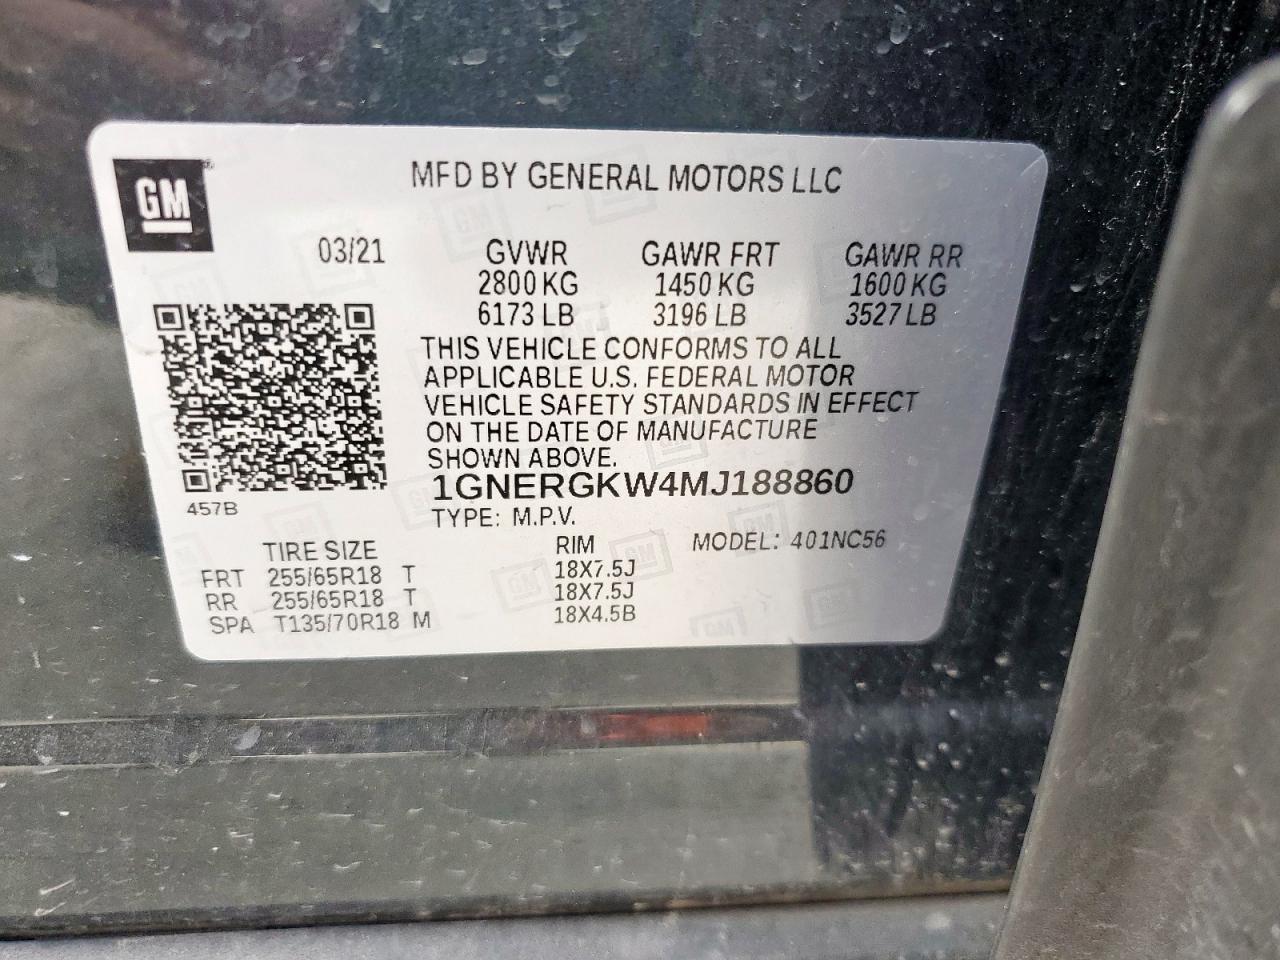 GM
MFD BY GENERAL MOTORS LLC
03/21 GVWR GAWR FRT GAWR RR
2800 KG 1450 KG 1600 KG
6173 LB 3196 LB 3527 LB
THIS VEHICLE CONFORMS TO ALL
APPLICABLE U.S. FEDERAL MOTOR
VEHICLE SAFETY STANDARDS IN EFFECT
ON THE DATE OF MANUFACTURE
SHOWN ABOVE.
1GNERGKW4MJ188860
457B
TYPE: M.P.V.
TIRE SIZE RIM MODEL: 401NC56
FRT 255/65R18 T 18X7.5J
RR 255/65R18 T 18X7.5J
SPA T135/70R18 M 18X4.5B